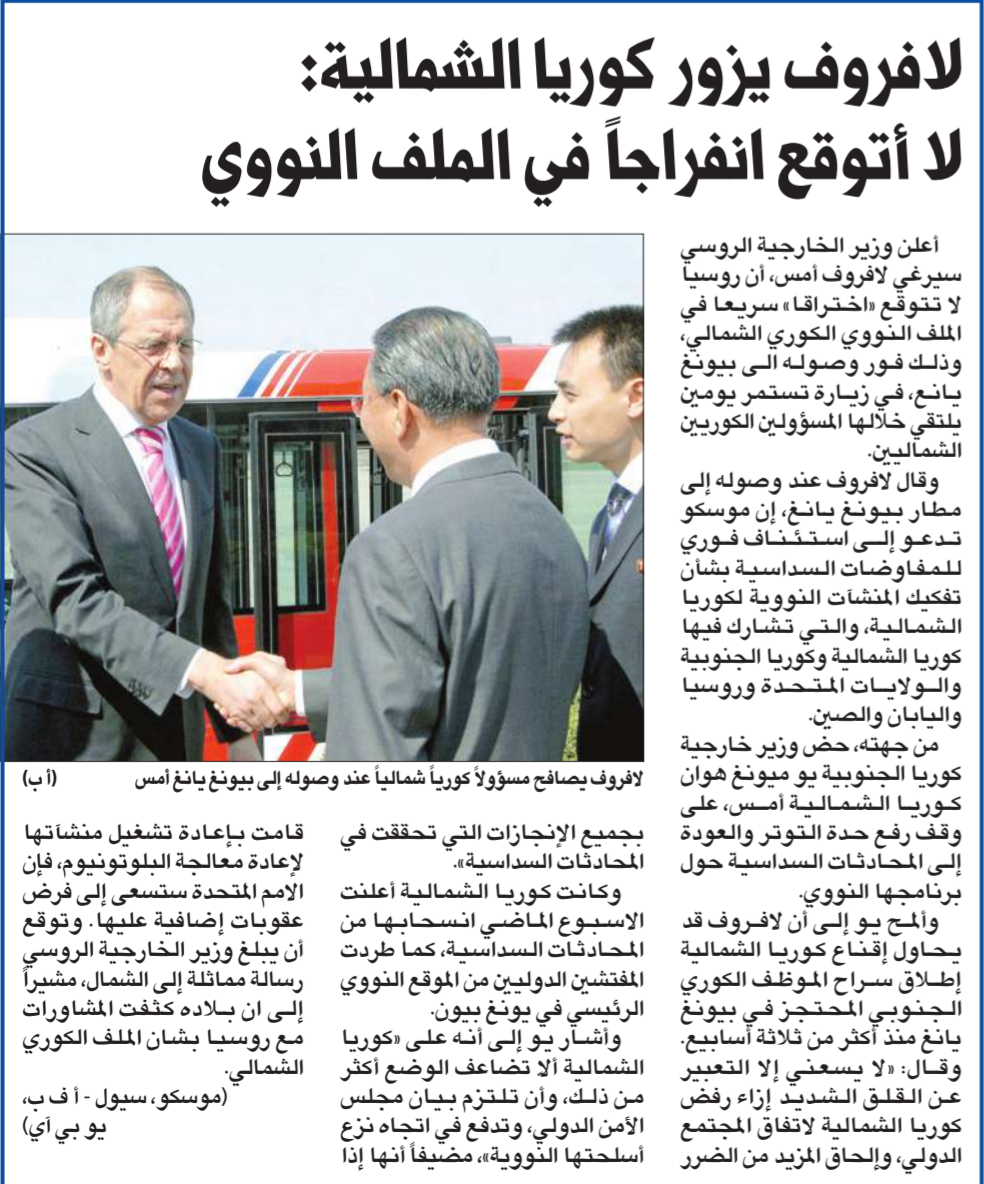 لافروف يزور كوريا الشمالية:
لا أتوقع انفراجاً في الملف النووي
أعلن وزير الخارجية الروسي
سيرغي لافروف أمس، أن روسيا
لا تتوقع «اختراقا» سريعا في
الملف النووي الكوري الشمالي،
وذلك فور وصوله الى بيونغ
يانع، في زيارة تستمر يومين
يلتقي خلالها المسؤولين الكوريين
الشماليين.
وقال لافروف عند وصوله إلى
مطار بيونغ يانغ، إن موسكو
تدعو إلى استئناف فوري
للمفاوضات السداسية بشأن
تفكيك المنشآت النووية لكوريا
الشمالية، والتي تشارك فيها
كوريا الشمالية وكوريا الجنوبية
والولايات المتحدة وروسيا
واليابان والصين.
من جهته، حض وزير خارجية
كوريا الجنوبية يو ميونغ هوان
كوريا الشمالية أمس، على
وقف رفع حدة التوتر والعودة
إلى المحادثات السداسية حول
برنامجها النووي.
وألمح يو إلى أن لافروف قد
يحاول إقناع كوريا الشمالية
إطلاق سراح الموظف الكوري
الجنوبي المحتجز في بيونغ
يانغ منذ أكثر من ثلاثة أسابيع.
وقال: «لا يسعني إلا التعبير
عن القلق الشديد إزاء رفض
كوريا الشمالية لاتفاق المجتمع
الدولي، وإلحاق المزيد من الضرر
لافروف يصافح مسؤولاً كورياً شمالياً عند وصوله إلى بيونغ يانغ أمس (أ ب)
بجميع الإنجازات التي تحققت في
المحادثات السداسية».
وكانت كوريا الشمالية أعلنت
الاسبوع الماضي انسحابها من
المحادثات السداسية، كما طردت
المفتشين الدوليين من الموقع النووي
الرئيسي في يونغ بيون.
وأشار يو إلى أنه على «كوريا
الشمالية ألا تضاعف الوضع أكثر
من ذلك، وأن تلتزم بيان مجلس
الأمن الدولي، وتدفع في اتجاه نزع
أسلحتها النووية»، مضيفاً أنها إذا
قامت بإعادة تشغيل منشآتها
لإعادة معالجة البلوتونيوم، فإن
الامم المتحدة ستسعى إلى فرض
عقوبات إضافية عليها. وتوقع
أن يبلغ وزير الخارجية الروسي
رسالة مماثلة إلى الشمال، مشيراً
إلى ان بلاده كثفت المشاورات
مع روسيا بشان الملف الكوري
الشمالي.
(موسكو، سيول - أ ف ب،
يو بي آي)